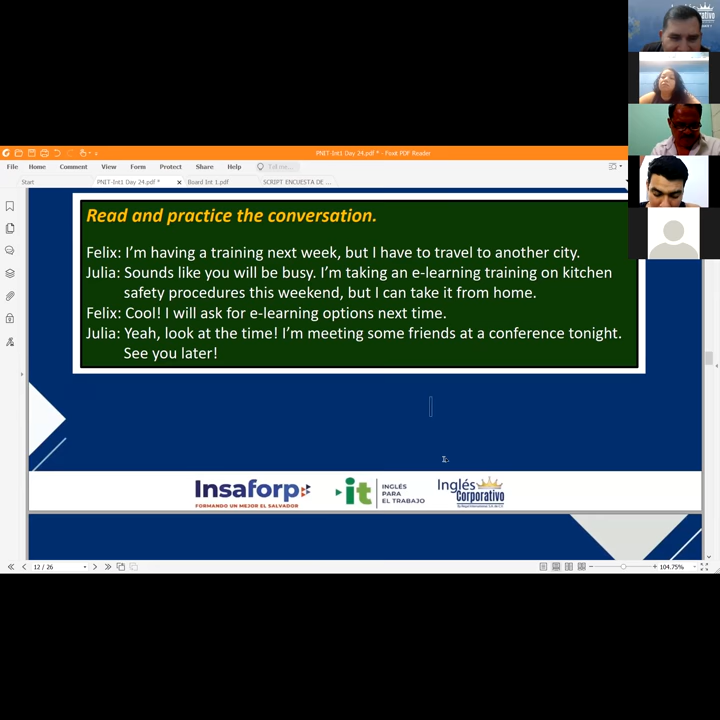 Inglés
Corporativo
PNIT-Int1 Day 24.pdf * - Foxit PDF Reader
File Home Comment View Form Protect Share Help Tell me...
Start PNIT-Int1 Day 24.pdf * Board Int 1.pdf SCRIPT ENCUESTA DE ...
Read and practice the conversation.
Felix: I'm having a training next week, but I have to travel to another city.
Julia: Sounds like you will be busy. I'm taking an e-learning training on kitchen
safety procedures this weekend, but I can take it from home.
Felix: Cool! I will ask for e-learning options next time.
Julia: Yeah, look at the time! I'm meeting some friends at a conference tonight.
See you later!
Insaforp
FORMANDO UN MEJOR EL SALVADOR
it INGLÉS
PARA
EL TRABAJO
Inglés
Corporativo
12 / 26
104.75%